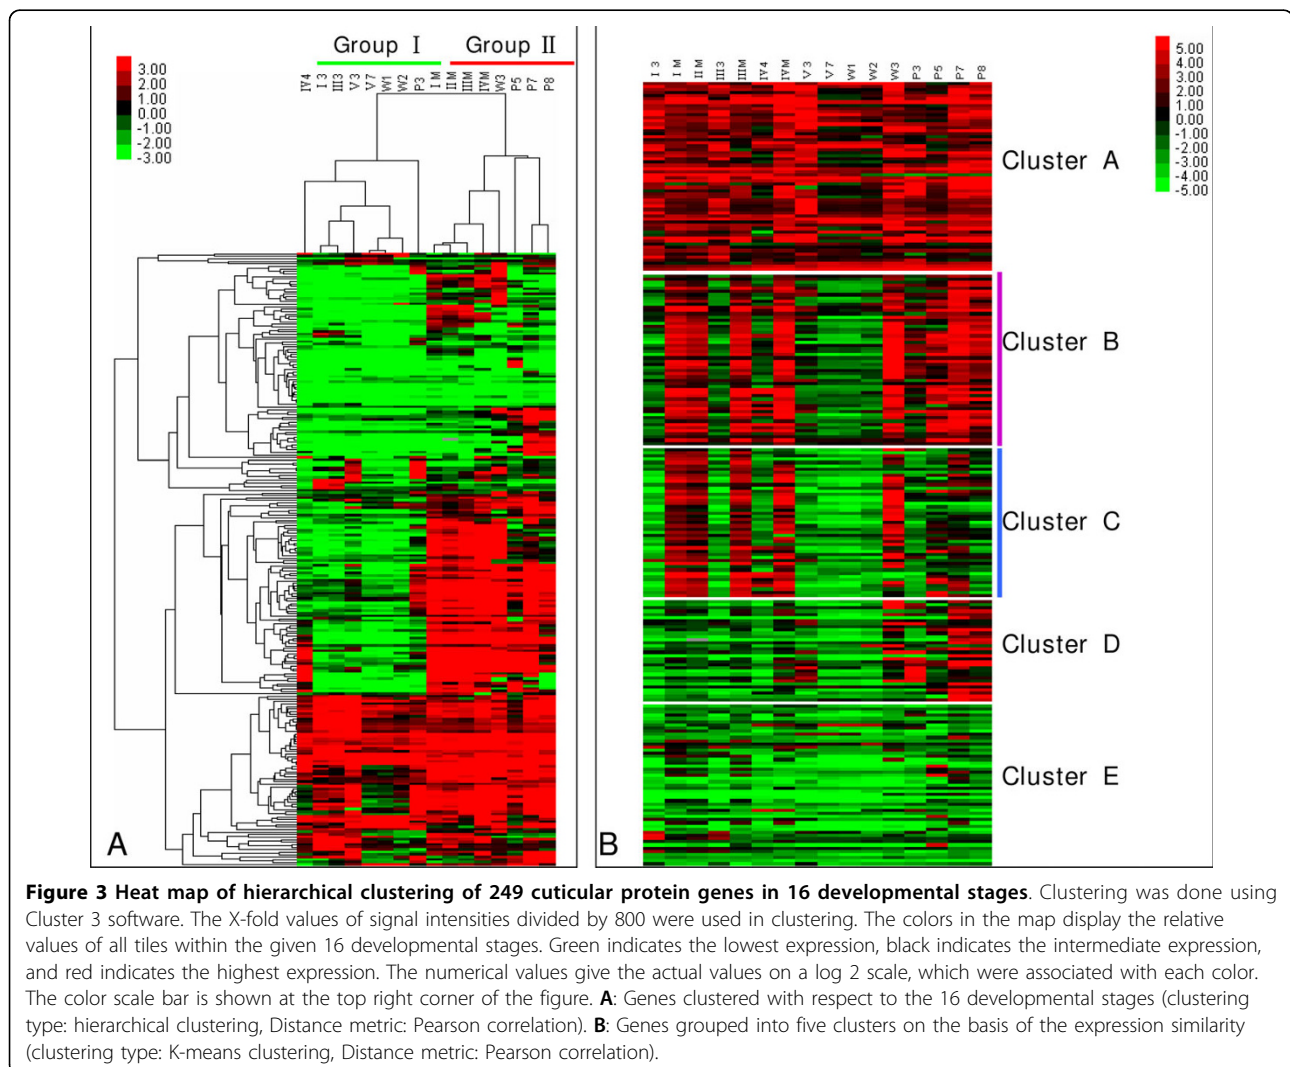 Group Ⅰ Group Ⅱ
IV4 I 3 III3 V3 V7 W1 W2 P3 I M II M IIIM IVM W3 P5 P7 P8
3.00
2.00
1.00
0.00
-1.00
-2.00
-3.00
A
B
I 3 I M II M III3 IIIM IV4 IVM V3 V7 W1 W2 W3 P3 P5 P7 P8
5.00
4.00
3.00
2.00
1.00
0.00
-1.00
-2.00
-3.00
-4.00
-5.00
Cluster A
Cluster B
Cluster C
Cluster D
Cluster E
A
B
Figure 3 Heat map of hierarchical clustering of 249 cuticular protein genes in 16 developmental stages. Clustering was done using
Cluster 3 software. The X-fold values of signal intensities divided by 800 were used in clustering. The colors in the map display the relative
values of all tiles within the given 16 developmental stages. Green indicates the lowest expression, black indicates the intermediate expression,
and red indicates the highest expression. The numerical values give the actual values on a log 2 scale, which were associated with each color.
The color scale bar is shown at the top right corner of the figure. A: Genes clustered with respect to the 16 developmental stages (clustering
type: hierarchical clustering, Distance metric: Pearson correlation). B: Genes grouped into five clusters on the basis of the expression similarity
(clustering type: K-means clustering, Distance metric: Pearson correlation).